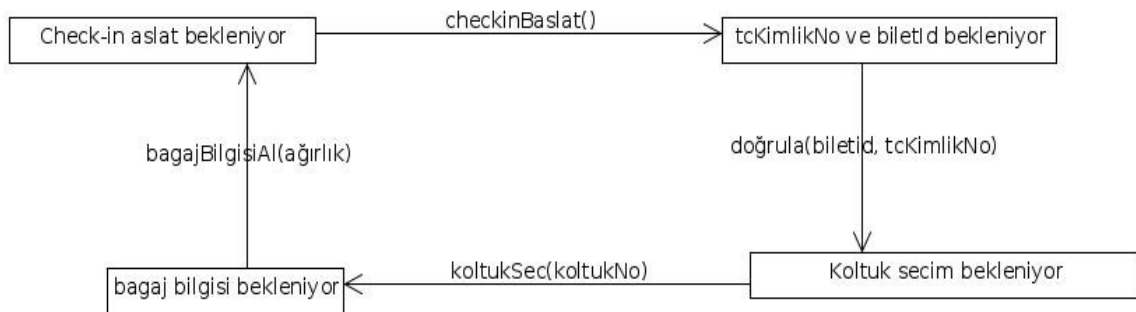 checkinBaslat()
Check-in aslat bekleniyor
tcKimlikNo ve biletId bekleniyor
bagajBilgisiAl(ağırlık)
doğrula(biletid, tcKimlikNo)
bagaj bilgisi bekleniyor
koltukSec(koltukNo)
Koltuk secim bekleniyor